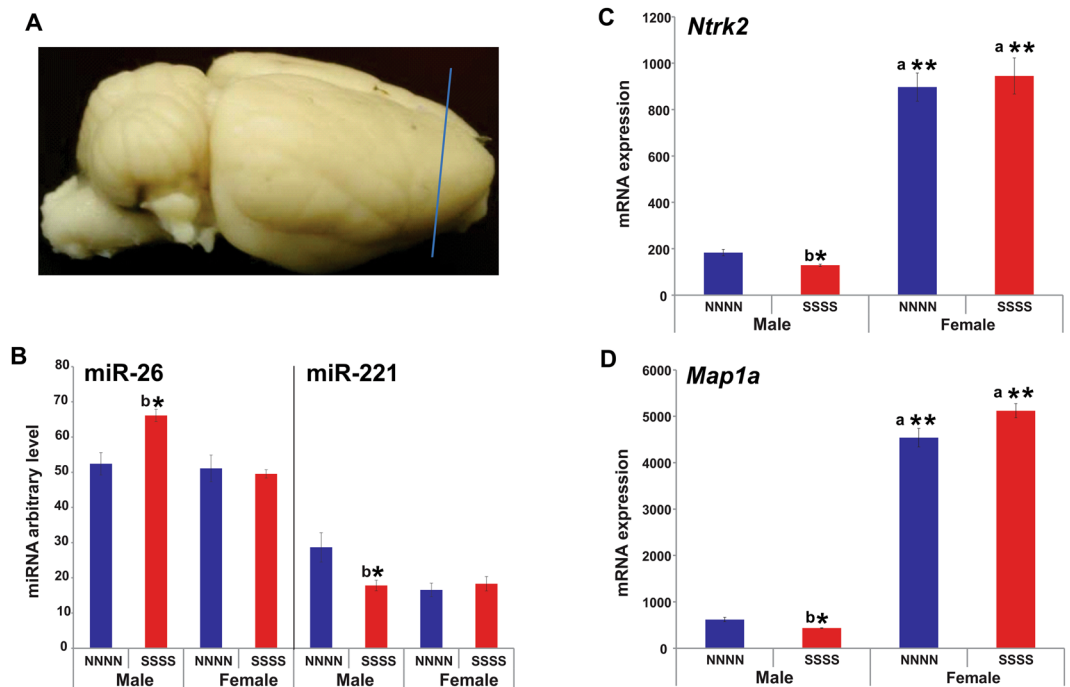 A
B
miR-26
miR-221
miRNA arbitrary level
80
70
60
50
40
30
20
10
0
b*
b*
NNNN SSSS NNNN SSSS NNNN SSSS NNNN SSSS
Male Female Male Female
C
Ntrk2
mRNA expression
1200
1000
800
600
400
200
0
b*
a **
a **
NNNN SSSS NNNN SSSS
Male Female
D
Map1a
mRNA expression
6000
5000
4000
3000
2000
1000
0
b*
a **
a **
NNNN SSSS NNNN SSSS
Male Female